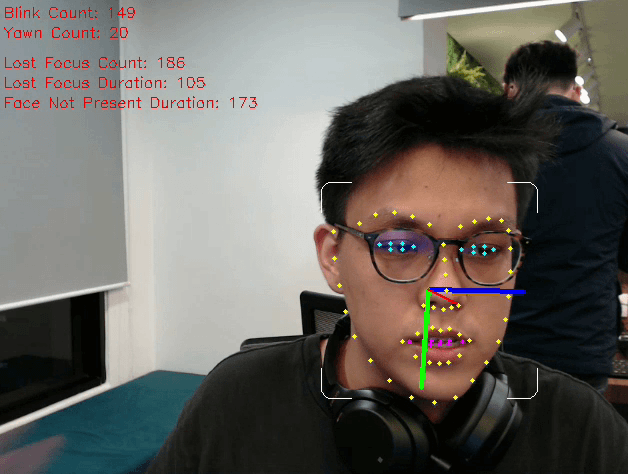 Blink Count: 149
Yawn Count: 20
Lost Focus Count: 186
Lost Focus Duration: 105
Face Not Present Duration: 173